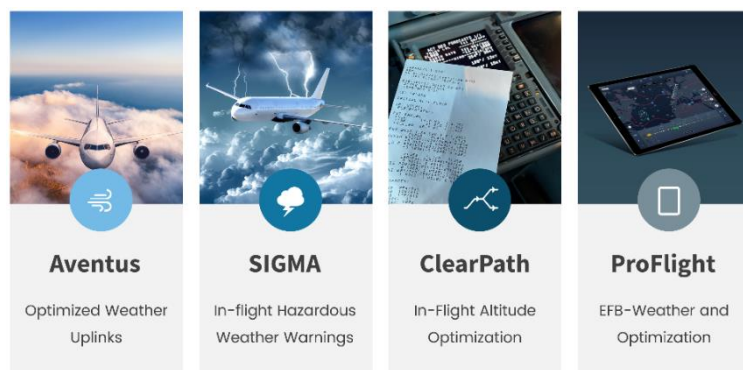 Aventus
Optimized Weather
Uplinks
SIGMA
In-flight Hazardous
Weather Warnings
ClearPath
In-Flight Altitude
Optimization
ProFlight
EFB-Weather and
Optimization